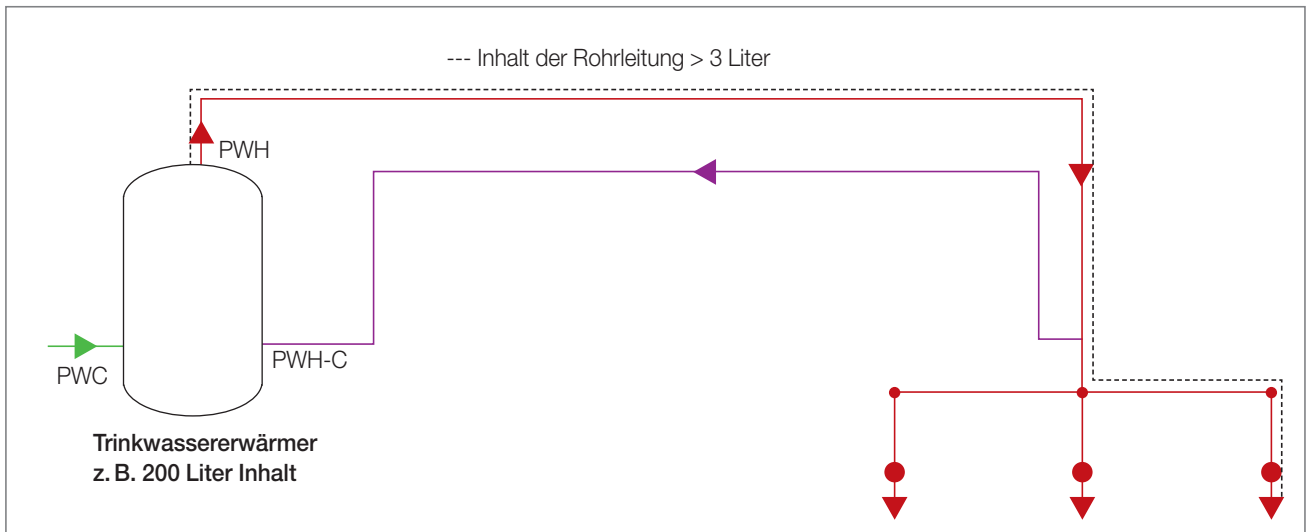 --- Inhalt der Rohrleitung > 3 Liter
PWH
PWC
PWH-C
Trinkwassererwärmer
z. B. 200 Liter Inhalt